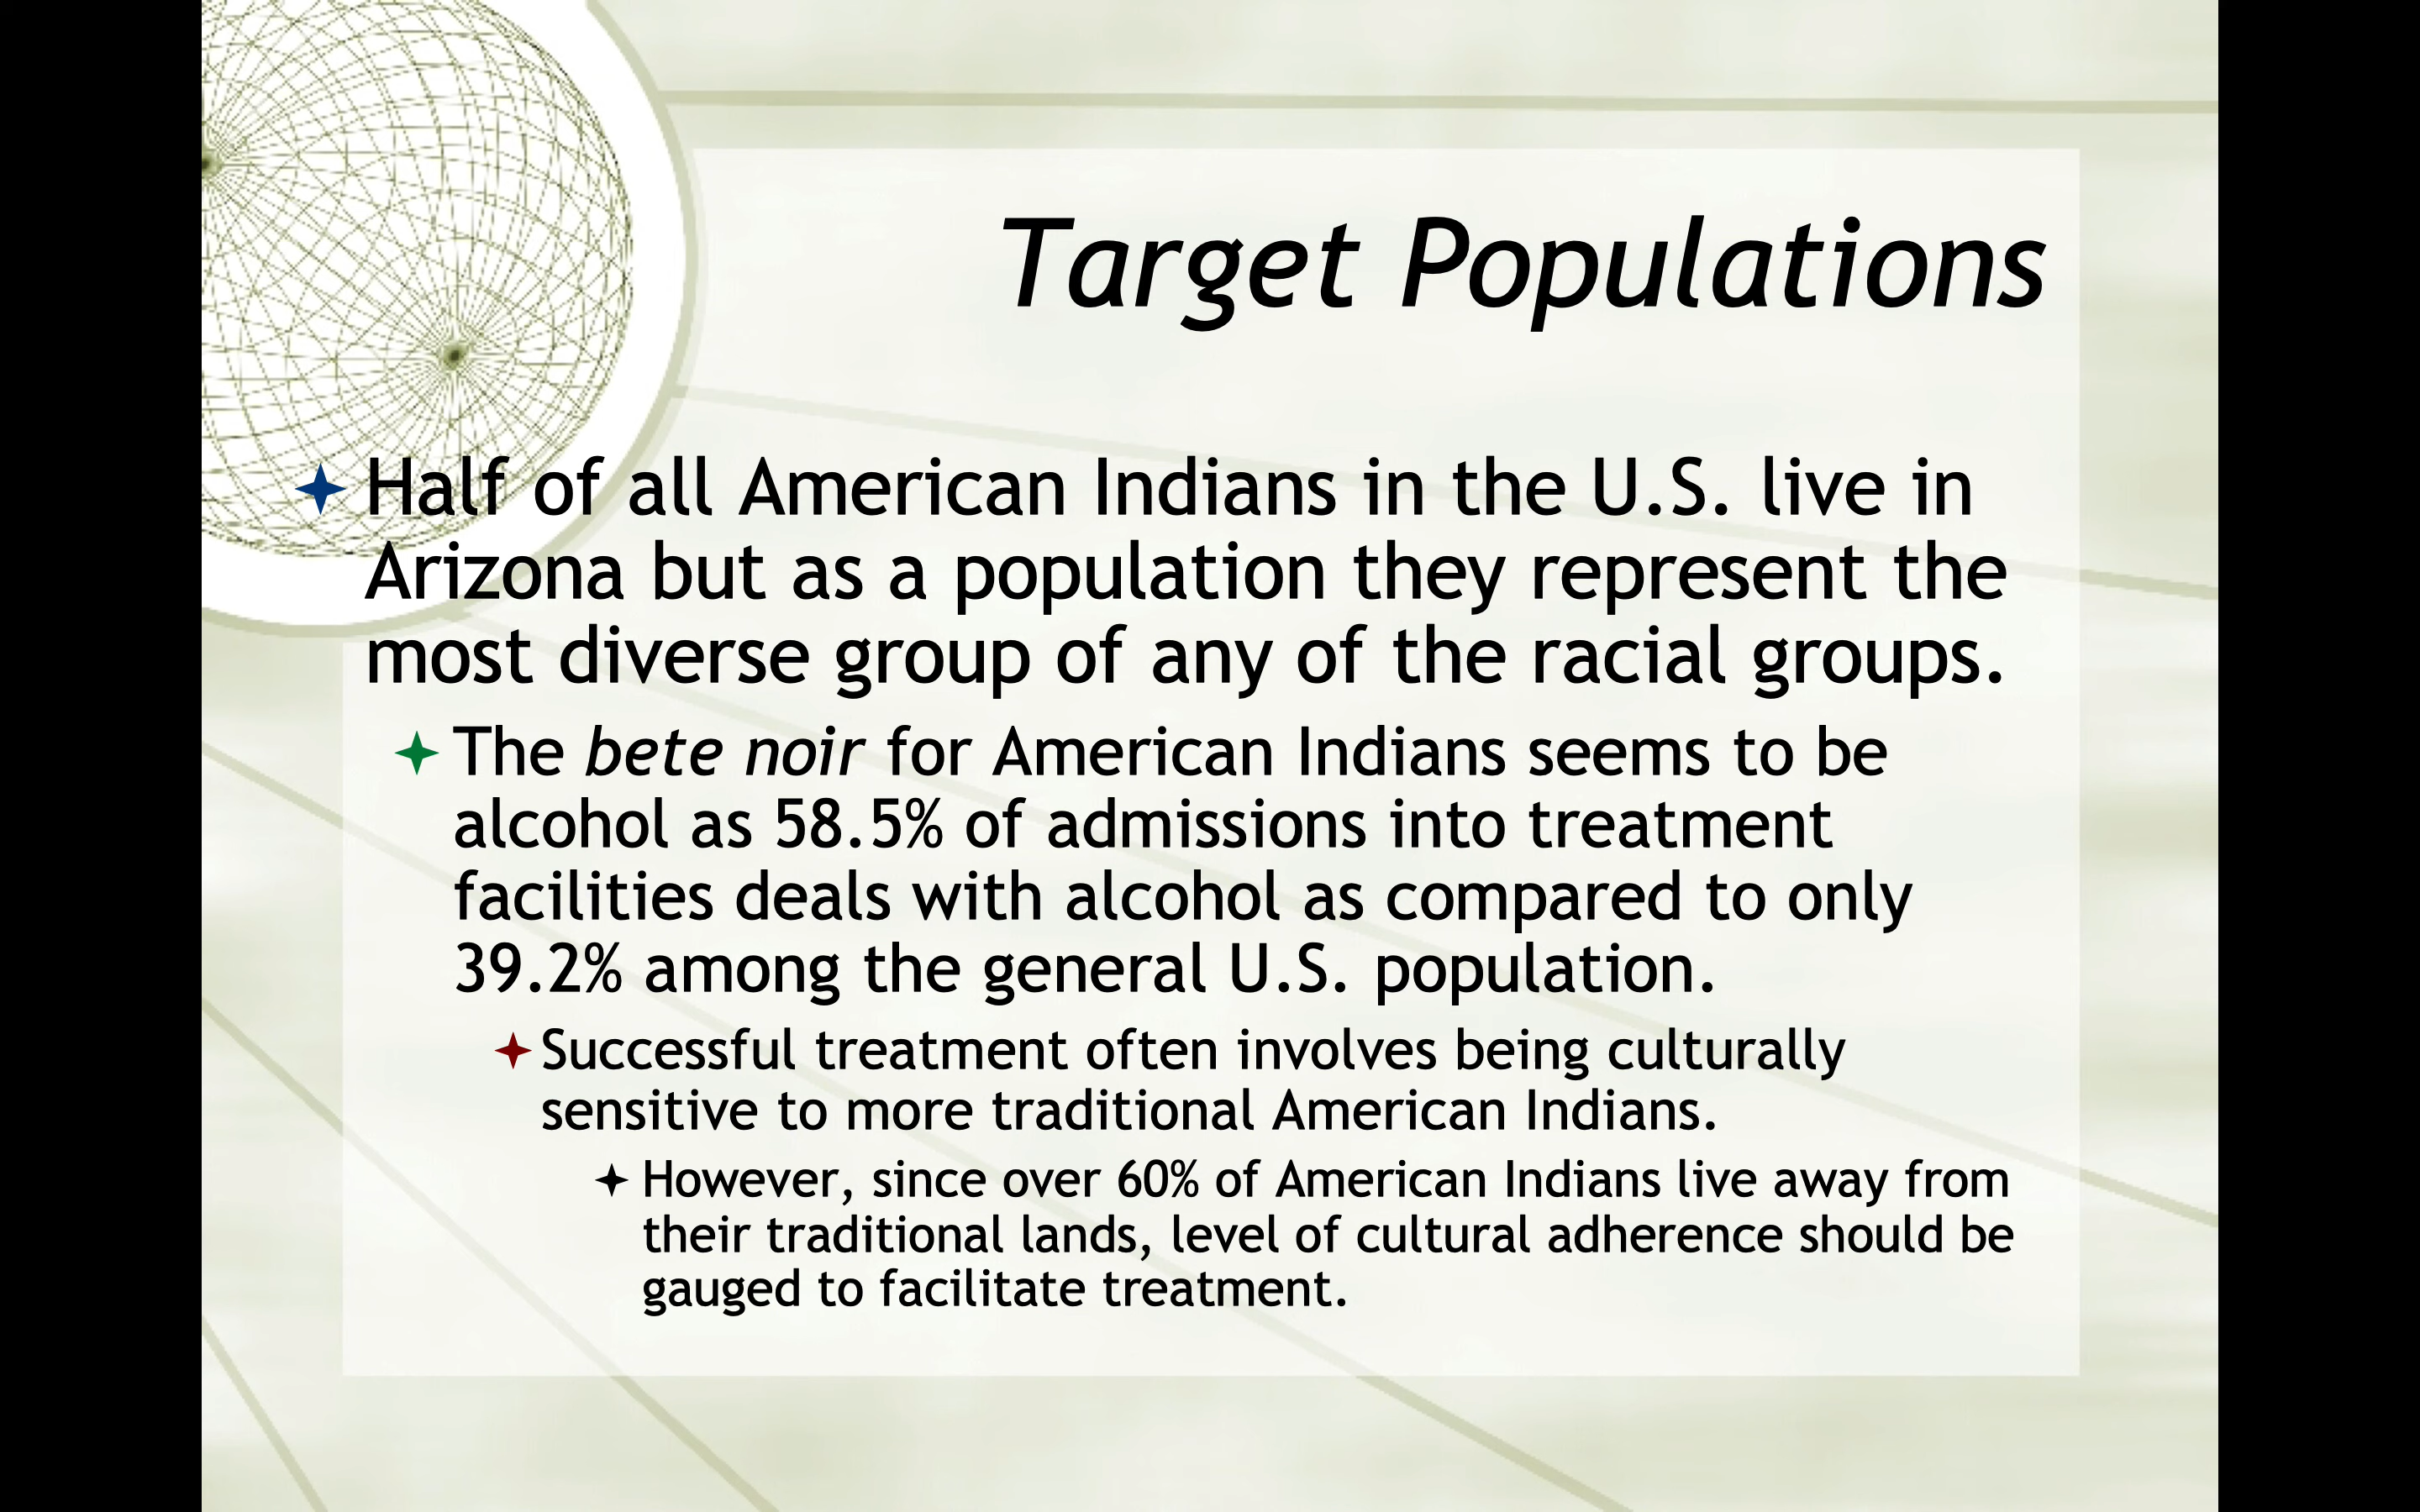 Target Populations
Half of all American Indians in the U.S. live in
Arizona but as a population they represent the
most diverse group of any of the racial groups.
The bete noir for American Indians seems to be
alcohol as 58.5% of admissions into treatment
facilities deals with alcohol as compared to only
39.2% among the general U.S. population.
Successful treatment often involves being culturally
sensitive to more traditional American Indians.
However, since over 60% of American Indians live away from
their traditional lands, level of cultural adherence should be
gauged to facilitate treatment.